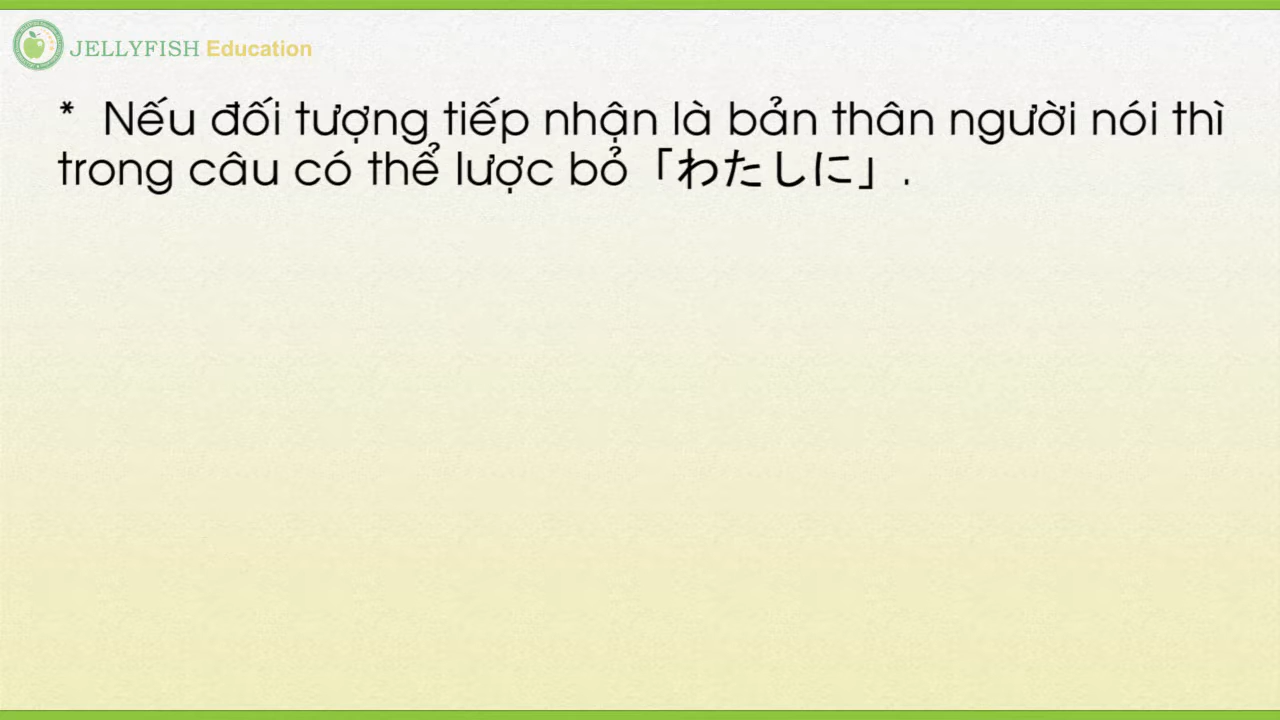 JELLYFISH Education
* Nếu đối tượng tiếp nhận là bản thân người nói thì
trong câu có thể lược bỏ「わたしに」.